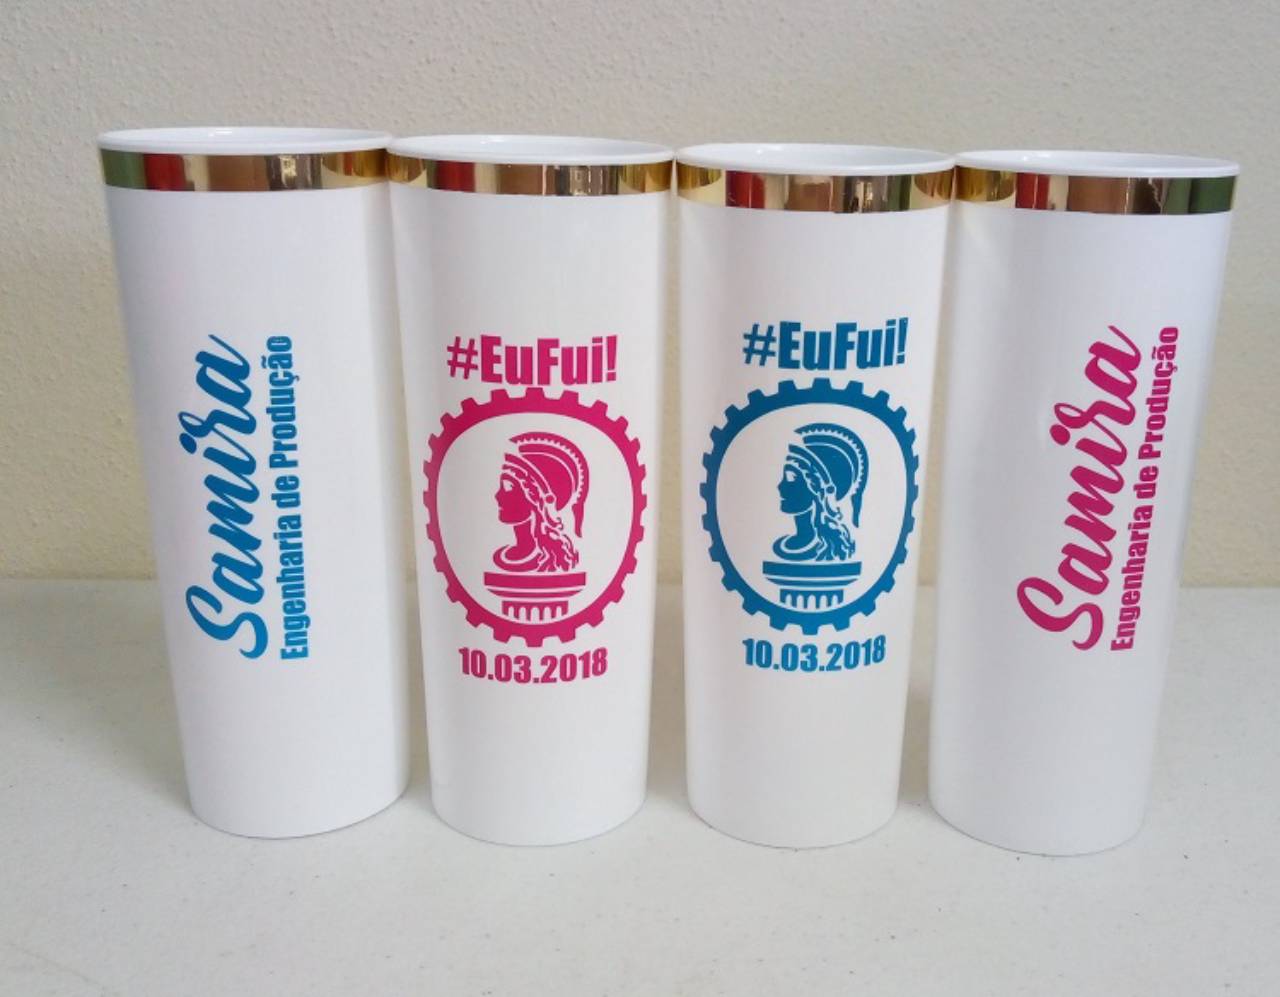 Samira
Engenharia de Produção
#EuFui!
10.03.2018
#EuFui!
10.03.2018
Samira
Engenharia de Produção